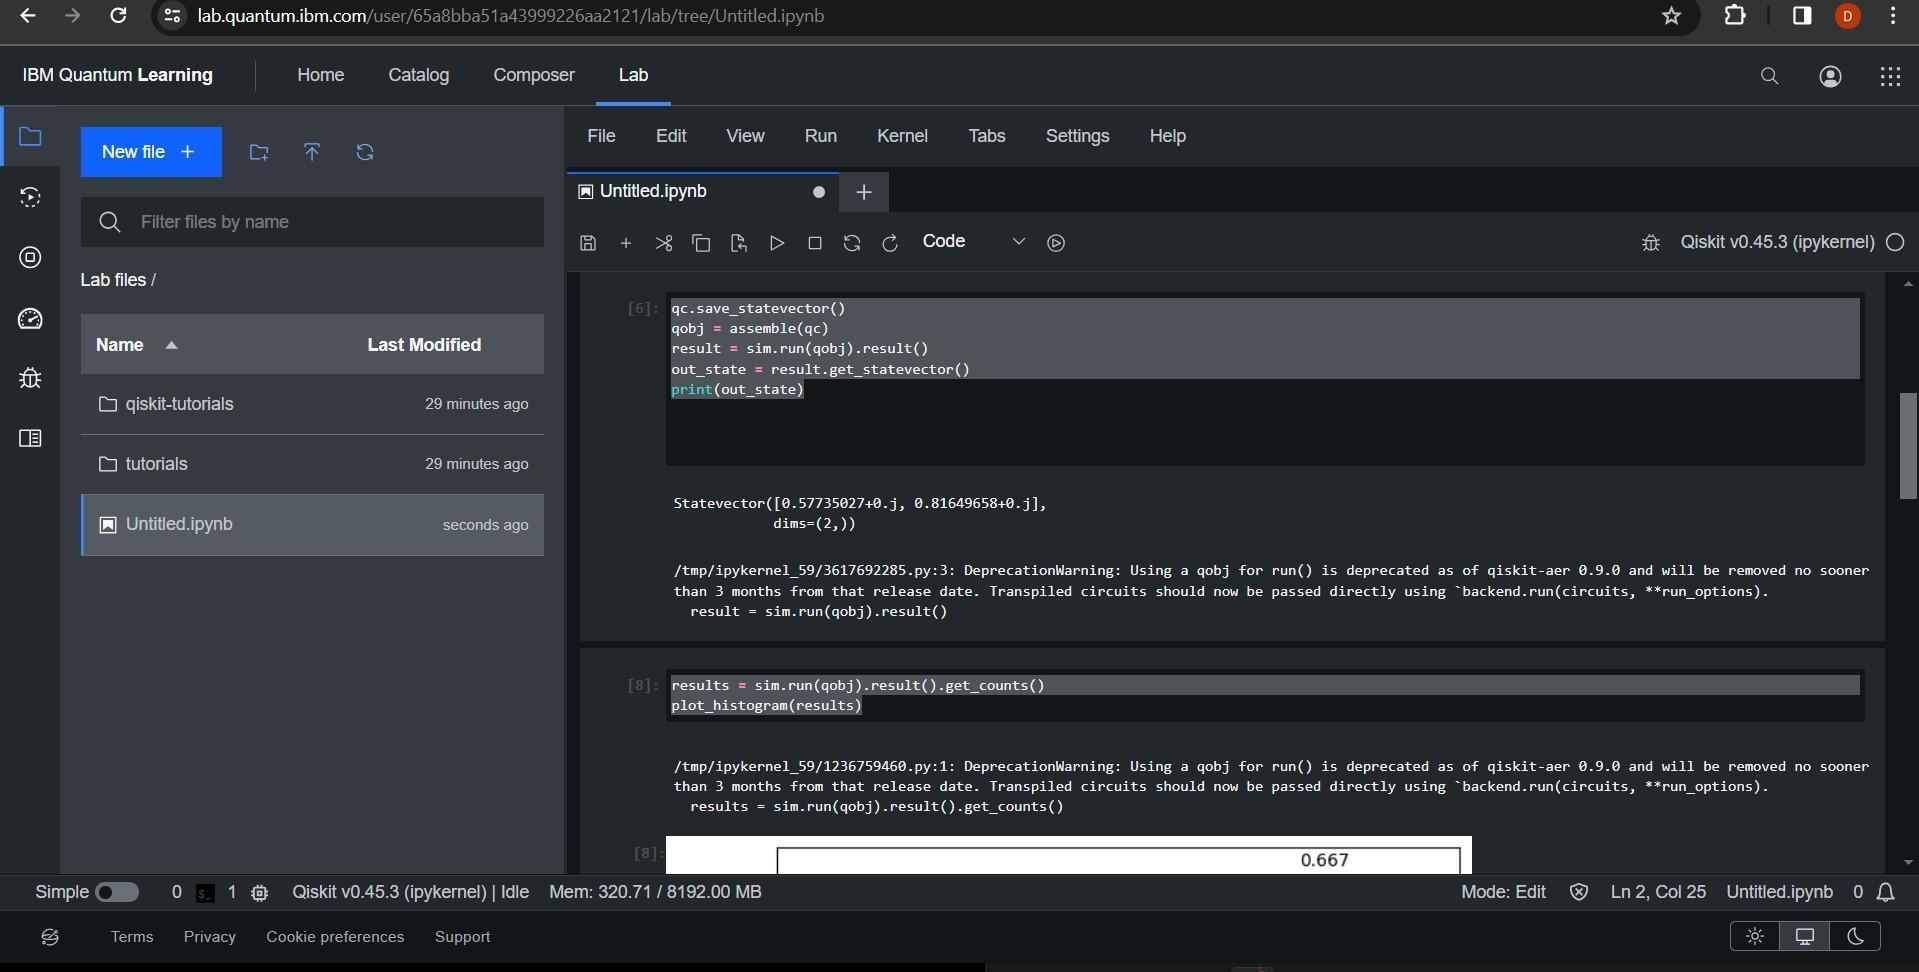 lab.quantum.ibm.com/user/65a8bba51a43999226aa2121/lab/tree/Untitled.ipynb
D
IBM Quantum Learning
Home
Catalog
Composer
Lab
New file +
Filter files by name
Lab files /
Name
Last Modified
qiskit-tutorials
29 minutes ago
tutorials
29 minutes ago
Untitled.ipynb
seconds ago
File
Edit
View
Run
Kernel
Tabs
Settings
Help
Untitled.ipynb
Code
Qiskit v0.45.3 (ipykernel)
[6]:
qc.save_statevector()
qobj = assemble(qc)
result = sim.run(qobj).result()
out_state = result.get_statevector()
print(out_state)
Statevector([0.57735027+0.j, 0.81649658+0.j],
dims=(2,))
/tmp/ipykernel_59/3617692285.py:3: DeprecationWarning: Using a qobj for run() is deprecated as of qiskit-aer 0.9.0 and will be removed no sooner
than 3 months from that release date. Transpiled circuits should now be passed directly using `backend.run(circuits, **run_options).
result = sim.run(qobj).result()
[8]:
results = sim.run(qobj).result().get_counts()
plot_histogram(results)
/tmp/ipykernel_59/1236759460.py:1: DeprecationWarning: Using a qobj for run() is deprecated as of qiskit-aer 0.9.0 and will be removed no sooner
than 3 months from that release date. Transpiled circuits should now be passed directly using `backend.run(circuits, **run_options).
results = sim.run(qobj).result().get_counts()
[8]:
0.667
Simple
0
$_
1
Qiskit v0.45.3 (ipykernel) | Idle
Mem: 320.71 / 8192.00 MB
Mode: Edit
Ln 2, Col 25
Untitled.ipynb
0
Terms
Privacy
Cookie preferences
Support